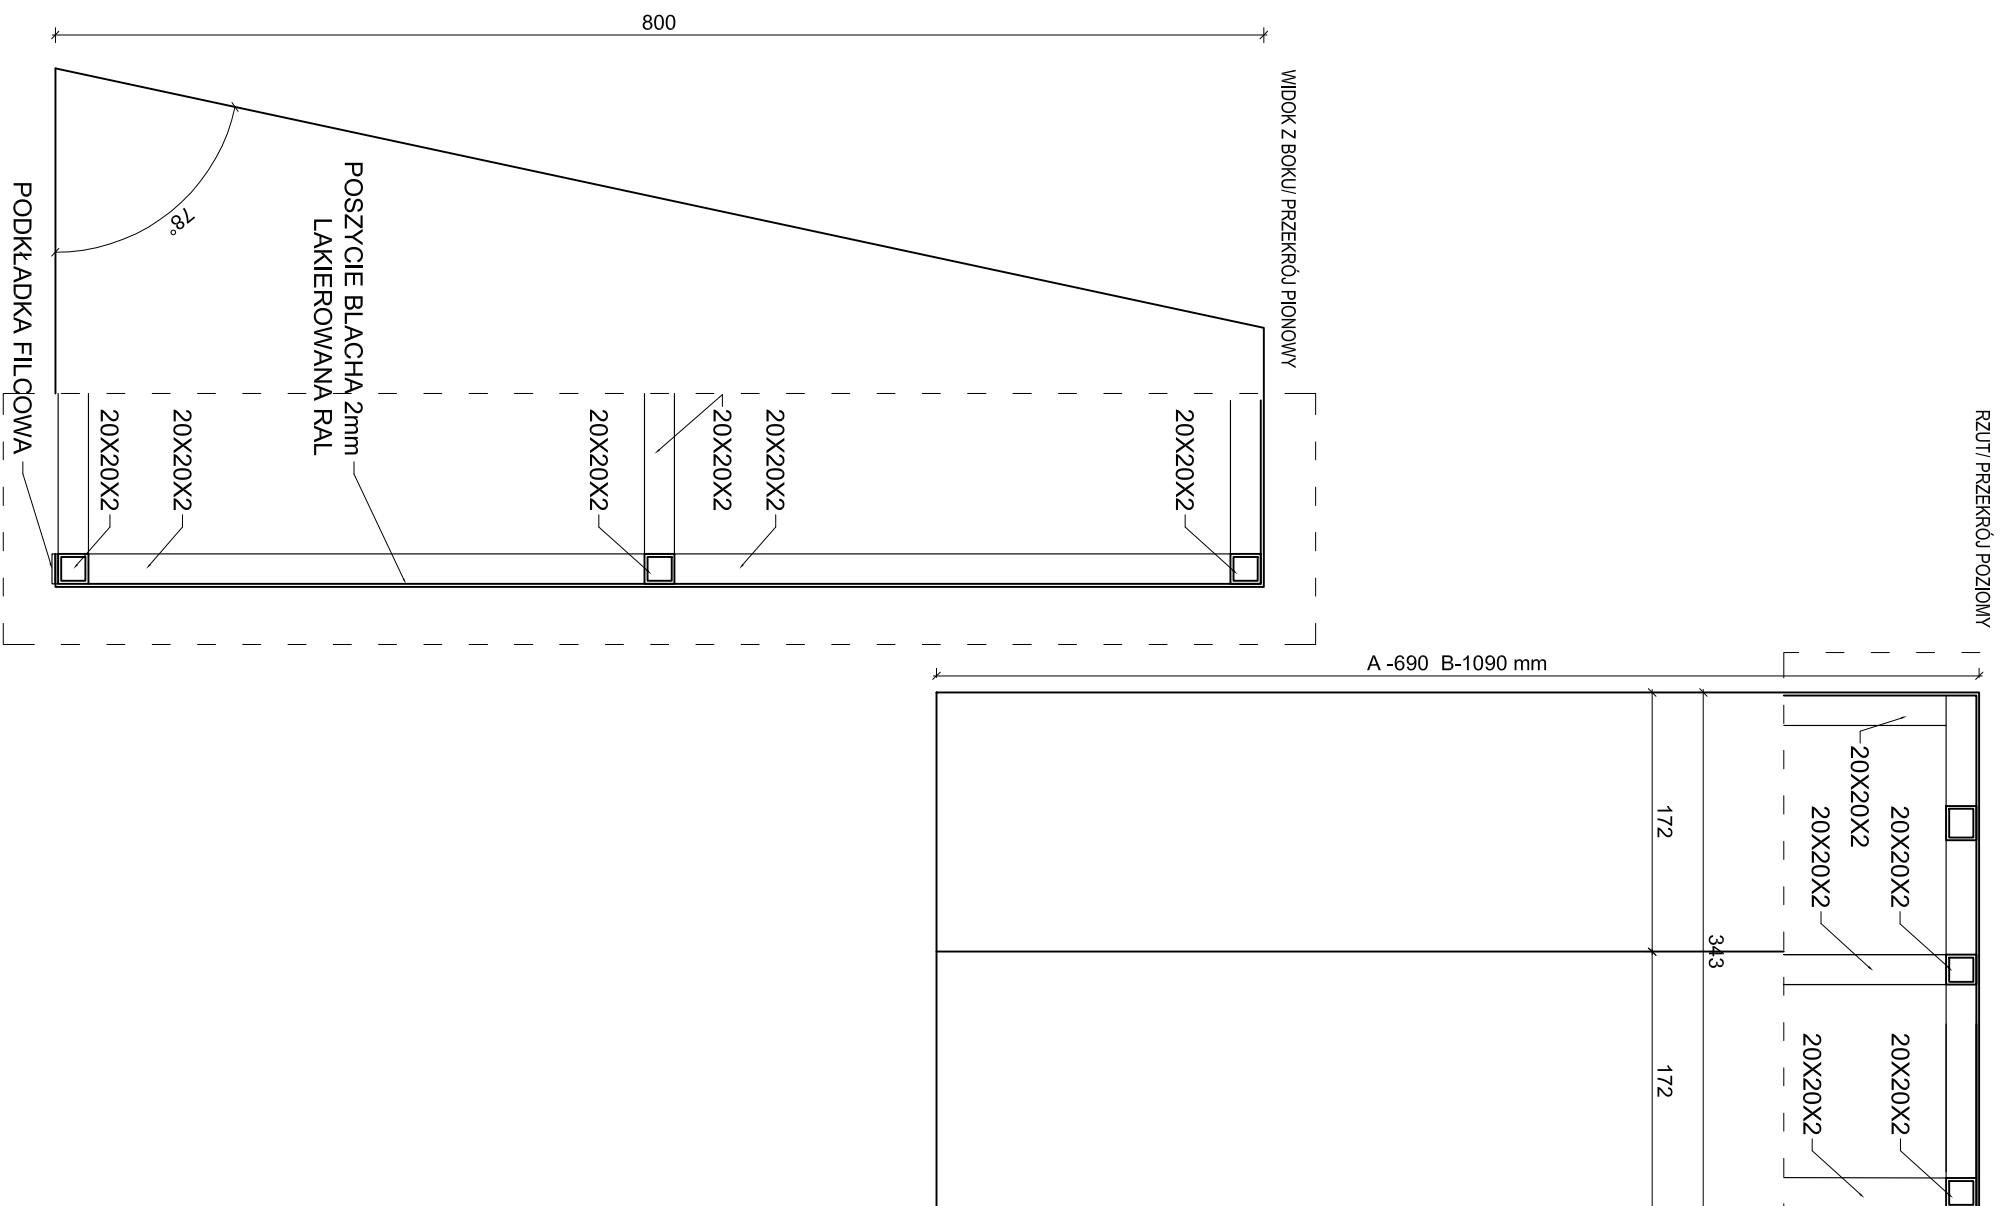 800
WIDOK Z BOKU/ PRZEKRÓJ PIONOWY
78°
POSZYCIE BLACHA 2mm
LAKIEROWANA RAL
PODKŁADKA FILCOWA
20X20X2
20X20X2
20X20X2
20X20X2
20X20X2
20X20X2
RZUT/ PRZEKRÓJ POZIOMY
A -690 B-1090 mm
20X20X2
20X20X2
20X20X2
172
343
172
20X20X2
20X20X2